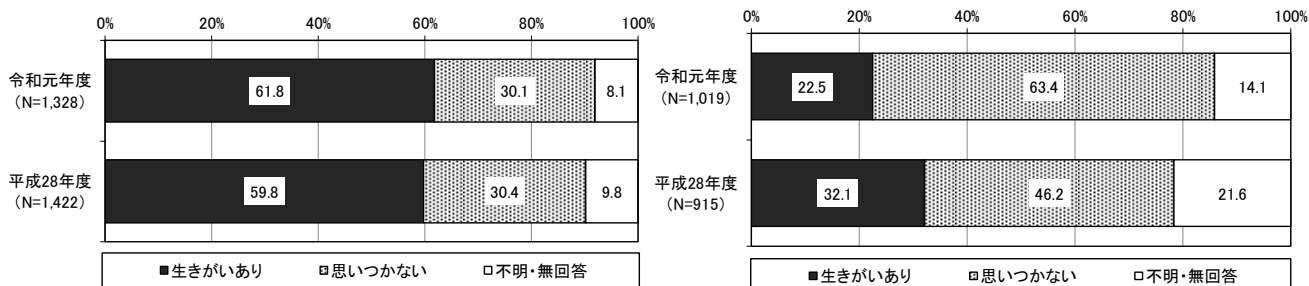 0% 20% 40% 60% 80% 100%
令和元年度
（N=1,328）
61.8 30.1 8.1
平成28年度
（N=1,422）
59.8 30.4 9.8
■生きがいあり ▩思いつかない □不明・無回答
0% 20% 40% 60% 80% 100%
令和元年度
（N=1,019）
22.5 63.4 14.1
平成28年度
（N=915）
32.1 46.2 21.6
■生きがいあり ▩思いつかない □不明・無回答